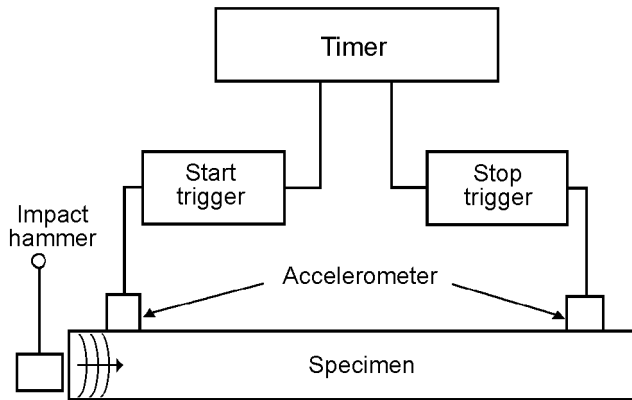 Timer
Start
trigger
Stop
trigger
Impact
hammer
Accelerometer
Specimen